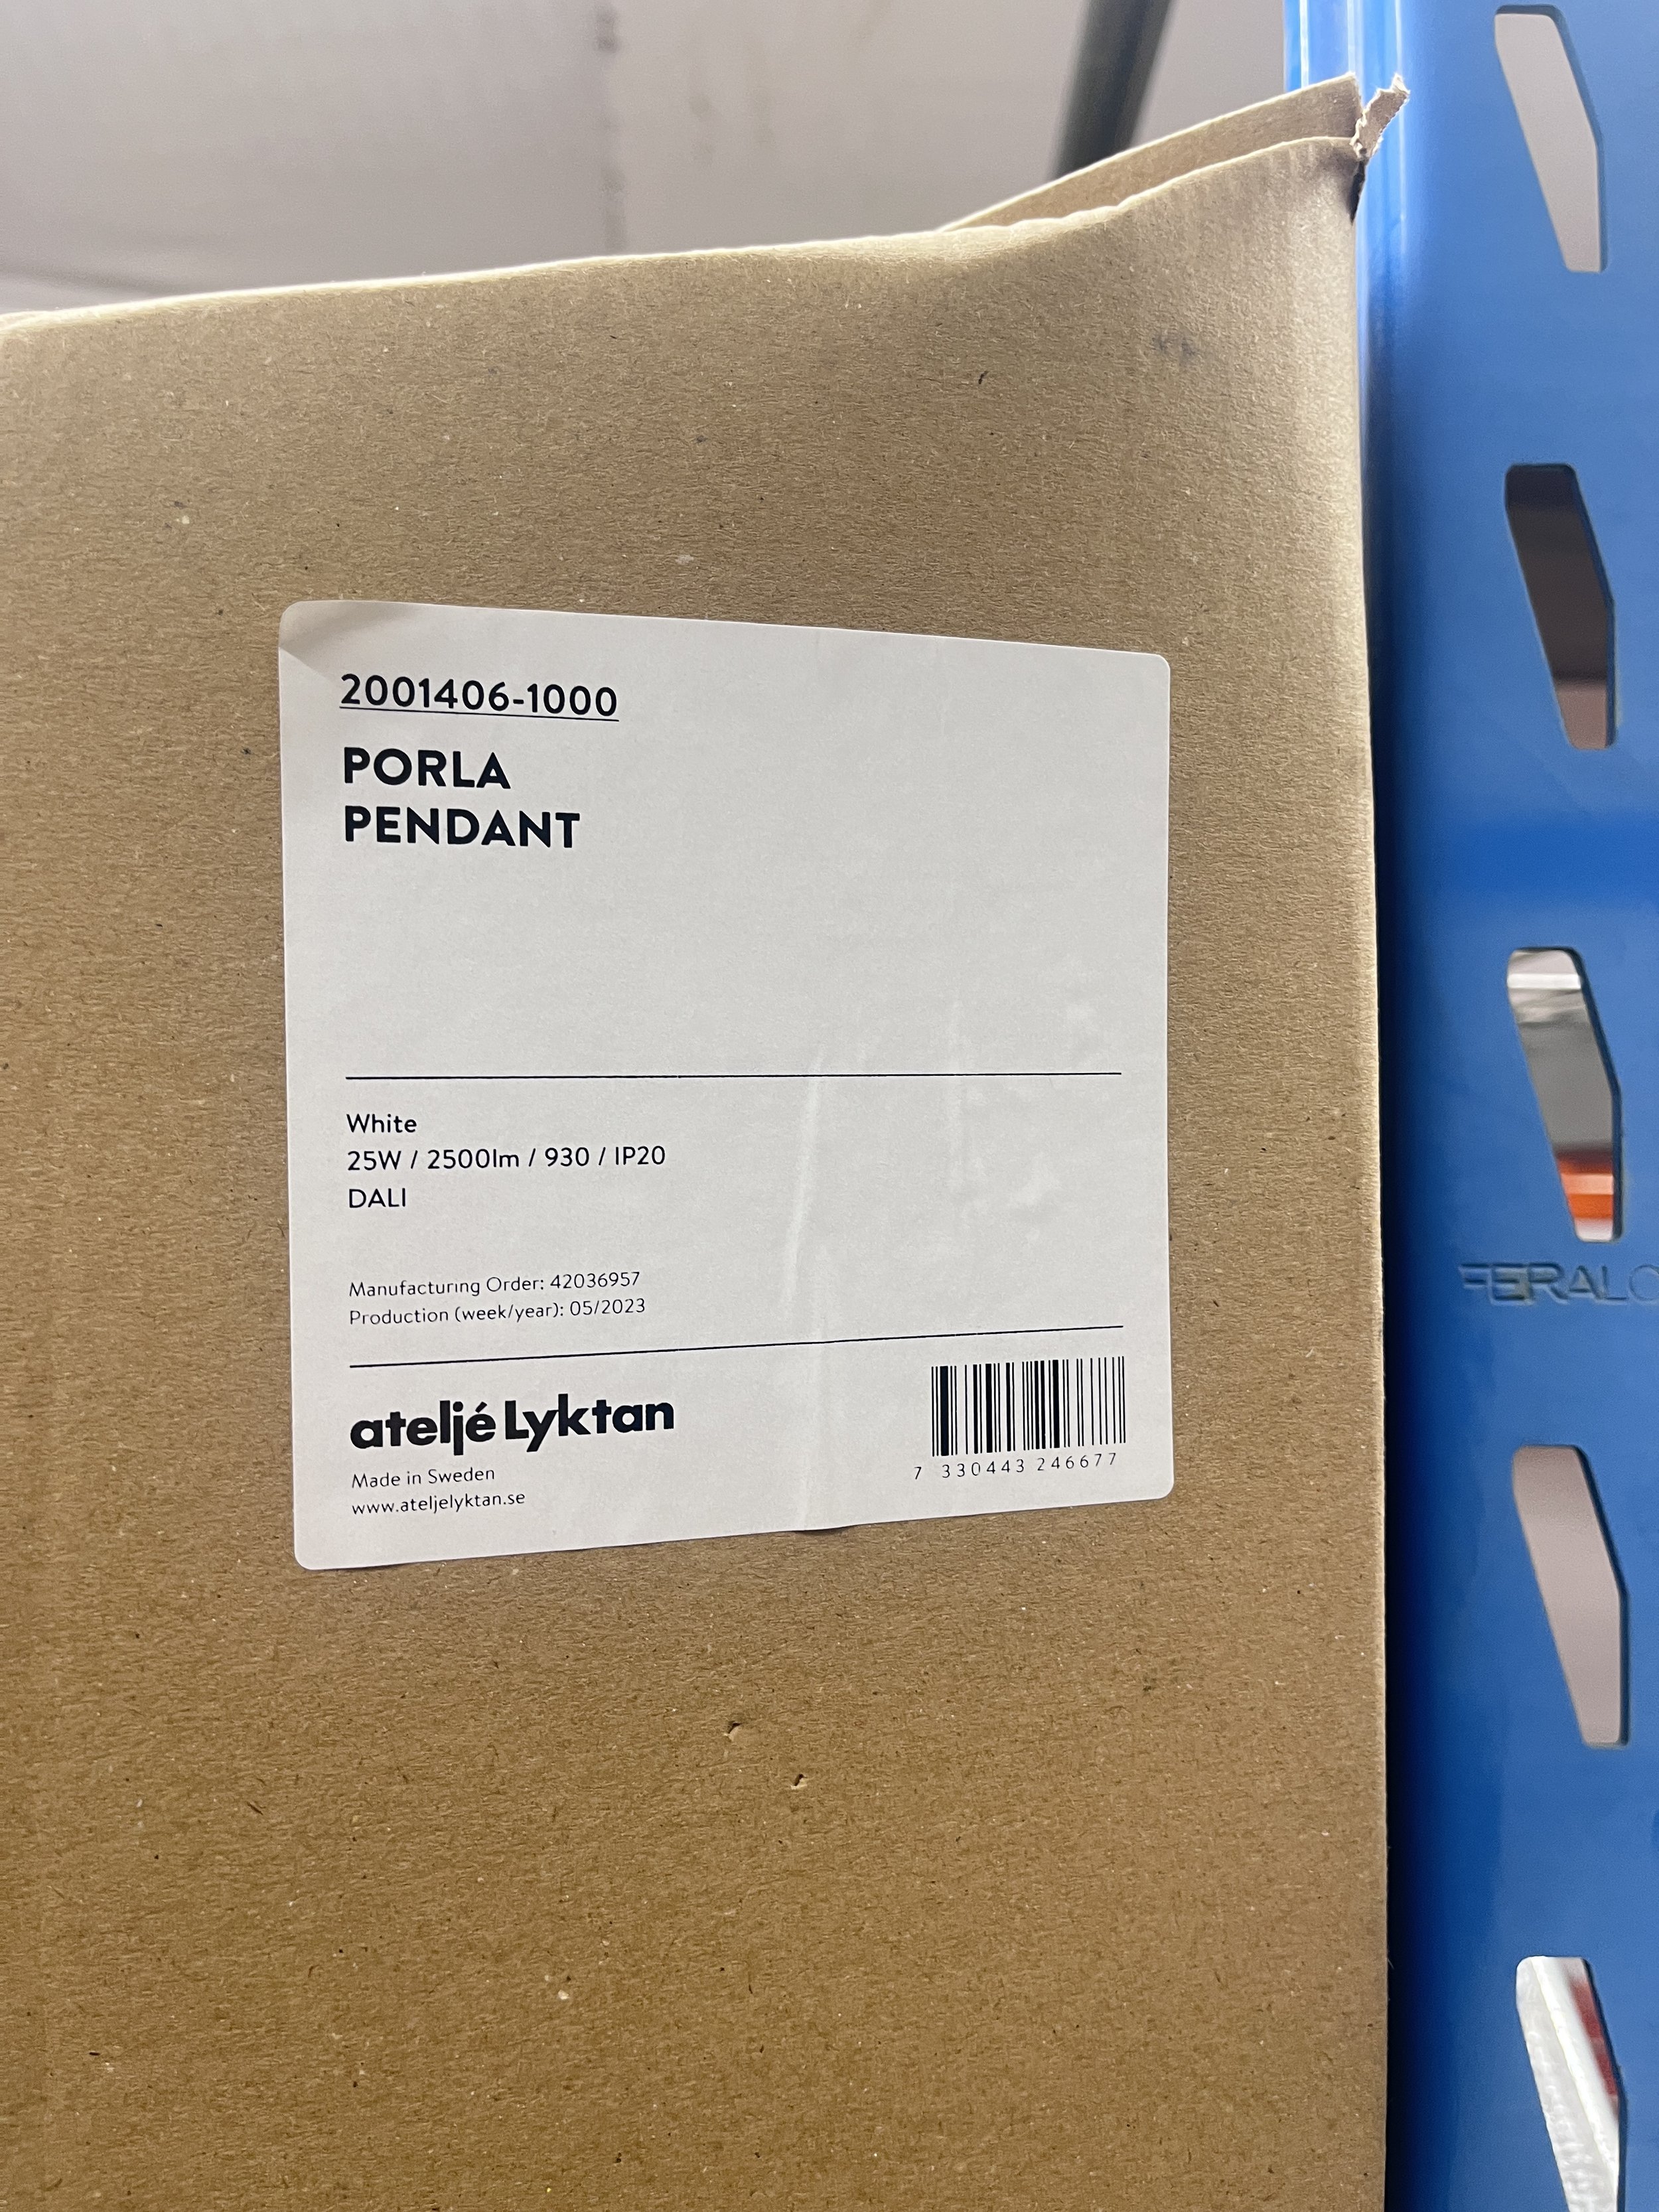 2001406-1000
PORLA
PENDANT
White
25W / 2500lm / 930 / IP20
DALI
Manufacturing Order: 42036957
Production (week/year): 05/2023
ateljé Lyktan
Made in Sweden
www.ateljelyktan.se
7 330443 246677